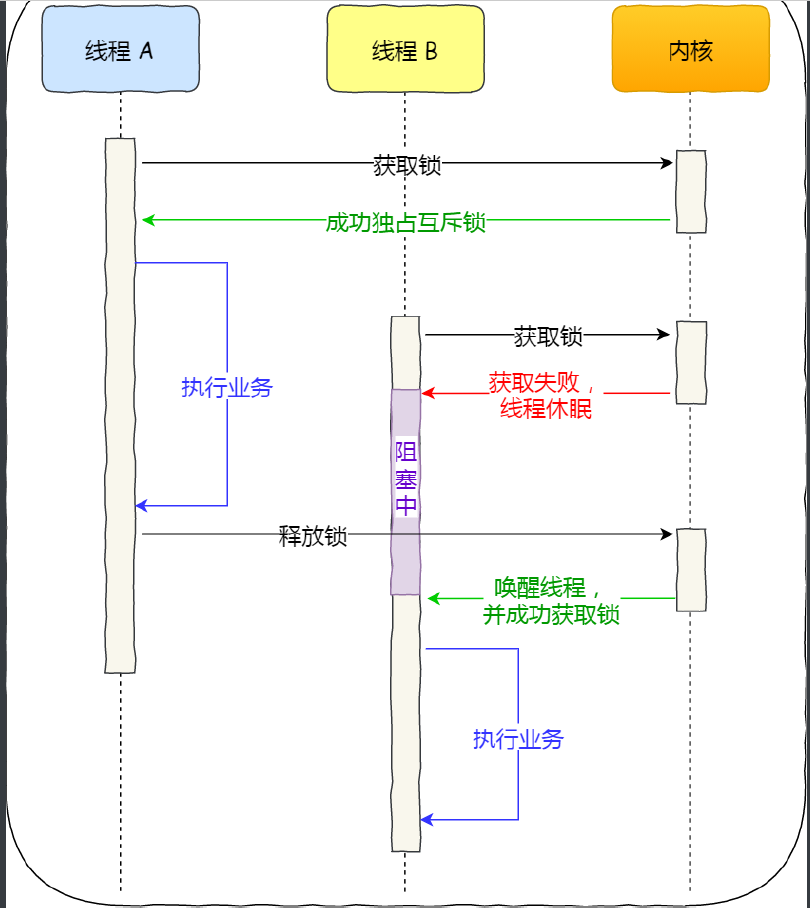 线程 A
线程 B
内核
获取锁
成功独占互斥锁
获取锁
执行业务
获取失败，
线程休眠
阻
塞
中
释放锁
唤醒线程，
并成功获取锁
执行业务